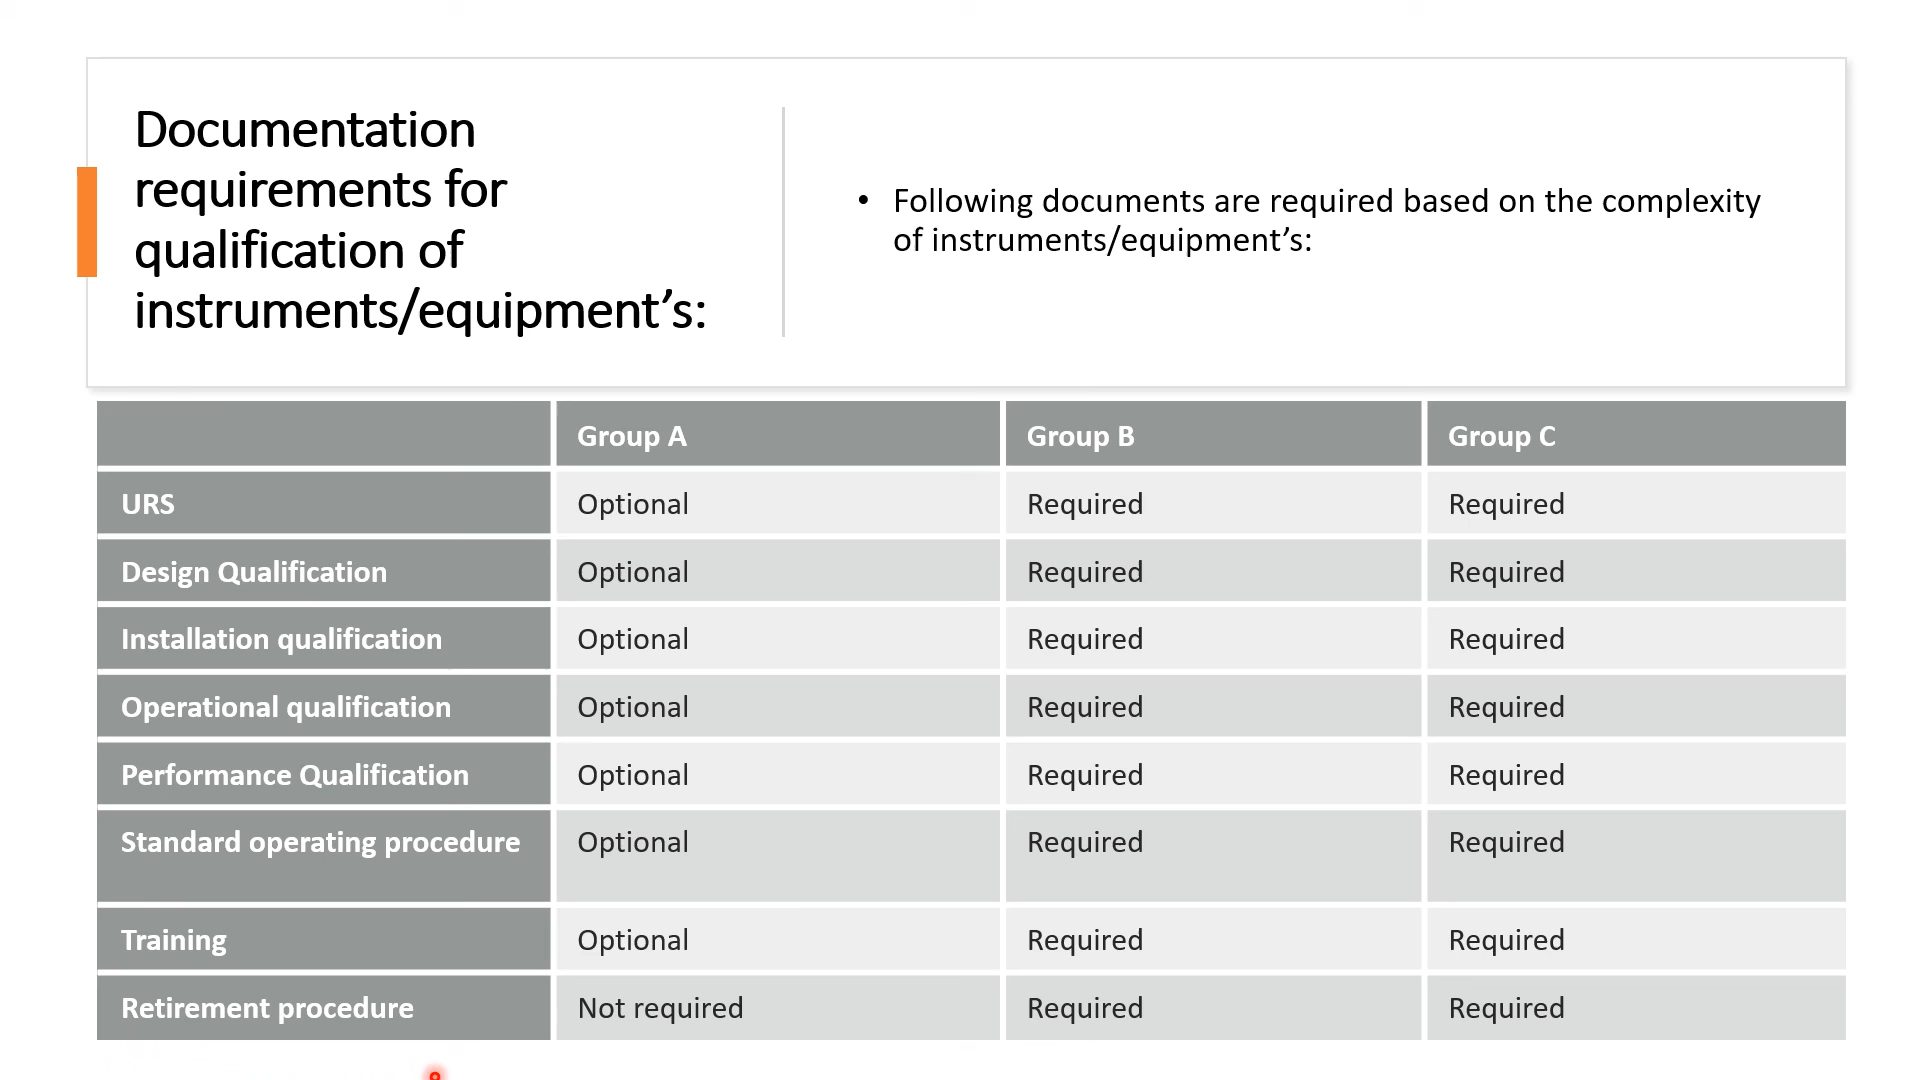 Documentation
requirements for
qualification of
instruments/equipment’s:
• Following documents are required based on the complexity
of instruments/equipment’s:
Group A Group B Group C
URS Optional Required Required
Design Qualification Optional Required Required
Installation qualification Optional Required Required
Operational qualification Optional Required Required
Performance Qualification Optional Required Required
Standard operating procedure Optional Required Required
Training Optional Required Required
Retirement procedure Not required Required Required